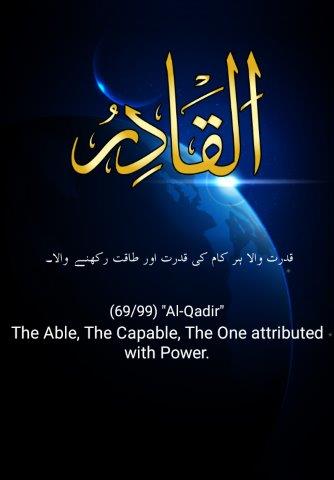 اَلْقَادِرُ
قدرت والا ہر کام کی قدرت اور طاقت رکھنے والا۔
(69/99) "Al-Qadir"
The Able, The Capable, The One attributed
with Power.